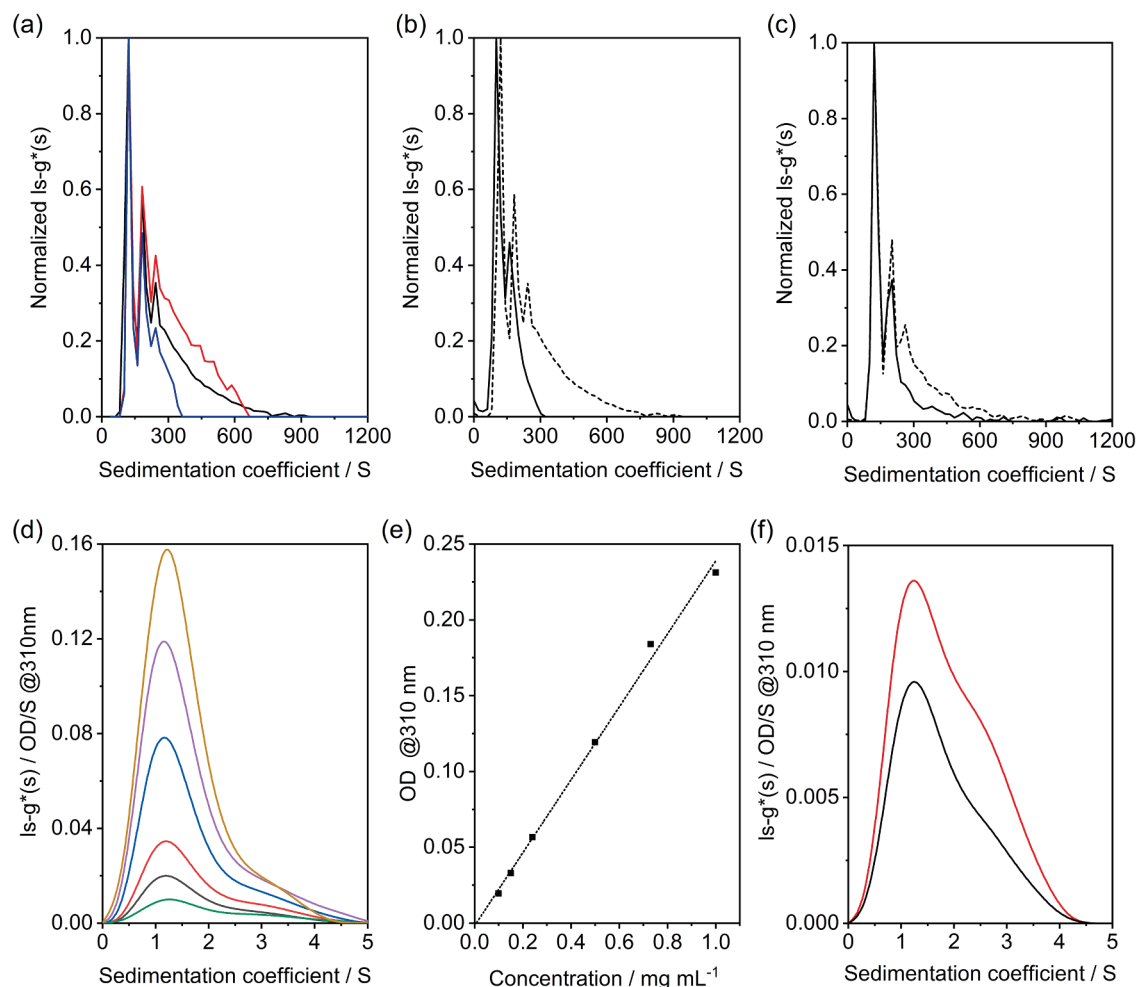 (a)
1.0
0.8
0.6
0.4
0.2
0.0
Normalized ls-g*(s)
0 300 600 900 1200
Sedimentation coefficient / S
(b)
1.0
0.8
0.6
0.4
0.2
0.0
Normalized ls-g*(s)
0 300 600 900 1200
Sedimentation coefficient / S
(c)
1.0
0.8
0.6
0.4
0.2
0.0
Normalized ls-g*(s)
0 300 600 900 1200
Sedimentation coefficient / S
(d)
0.16
0.12
0.08
0.04
0.00
ls-g*(s) / OD/S @310nm
0 1 2 3 4 5
Sedimentation coefficient / S
(e)
0.25
0.20
0.15
0.10
0.05
0.00
OD @310 nm
0.0 0.2 0.4 0.6 0.8 1.0
Concentration / mg mL⁻¹
(f)
0.015
0.010
0.005
0.000
ls-g*(s) / OD/S @310 nm
0 1 2 3 4 5
Sedimentation coefficient / S